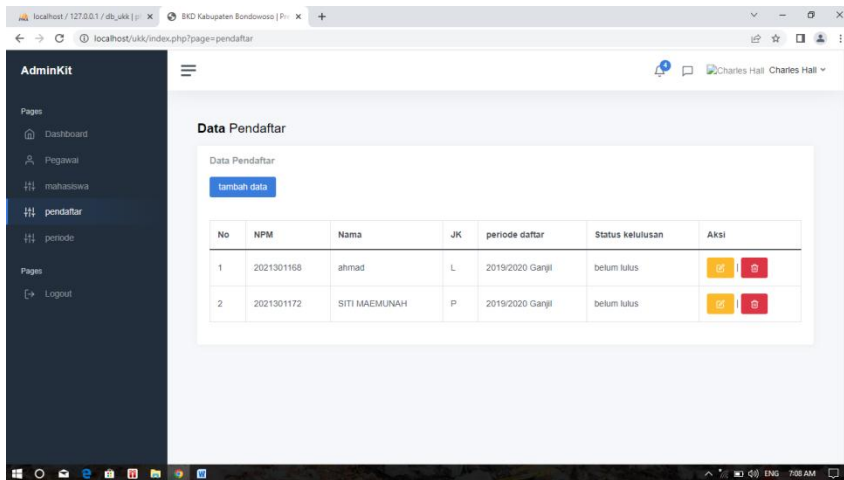 localhost / 127.0.0.1 / db_ukk | p
BKD Kabupaten Bondowoso | Pr
localhost/ukk/index.php?page=pendaftar
AdminKit
4
Charles Hall Charles Hall
Pages
Dashboard
Pegawai
mahasiswa
pendaftar
periode
Pages
Logout
Data Pendaftar
Data Pendaftar
tambah data
No NPM Nama JK periode daftar Status kelulusan Aksi
1 2021301168 ahmad L 2019/2020 Ganjil belum lulus |
2 2021301172 SITI MAEMUNAH P 2019/2020 Ganjil belum lulus |
ENG 7:08 AM